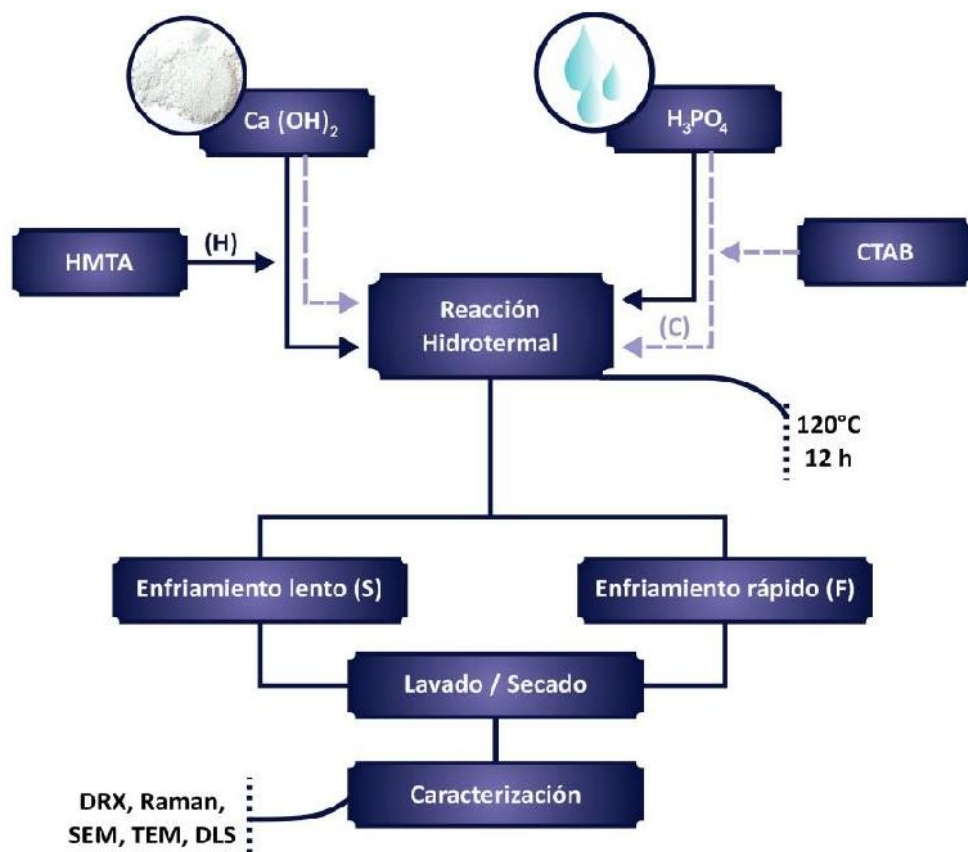 Ca (OH)₂
H₃PO₄
HMTA
(H)
CTAB
Reacción
Hidrotermal
(C)
120°C
12 h
Enfriamiento lento (S)
Enfriamiento rápido (F)
Lavado / Secado
Caracterización
DRX, Raman,
SEM, TEM, DLS